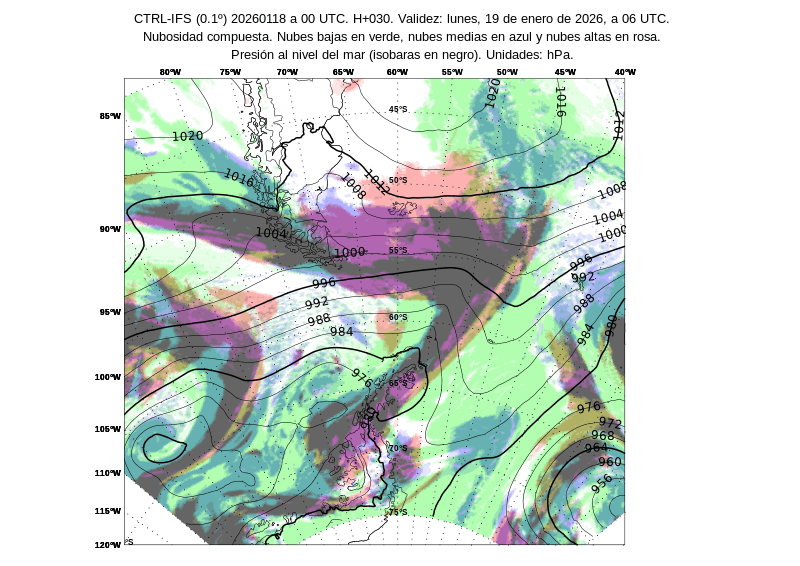 CTRL-IFS (0.1º) 20260118 a 00 UTC. H+030. Validez: lunes, 19 de enero de 2026, a 06 UTC.
Nubosidad compuesta. Nubes bajas en verde, nubes medias en azul y nubes altas en rosa.
Presión al nivel del mar (isobaras en negro). Unidades: hPa.
80°W 75°W 70°W 65°W 60°W 55°W 50°W 45°W 40°W
1020 1016
45°S
85°W 1012
1020
1016 1012 50°S
1008 1008
1004
90°W 1004 1000
1000 55°S
996 996
992
992 988
95°W 988 60°S 980
984 984
100°W 976 65°S
976
105°W 972
968
70°S 964
110°W 960
956
115°W 75°S
120°W °S